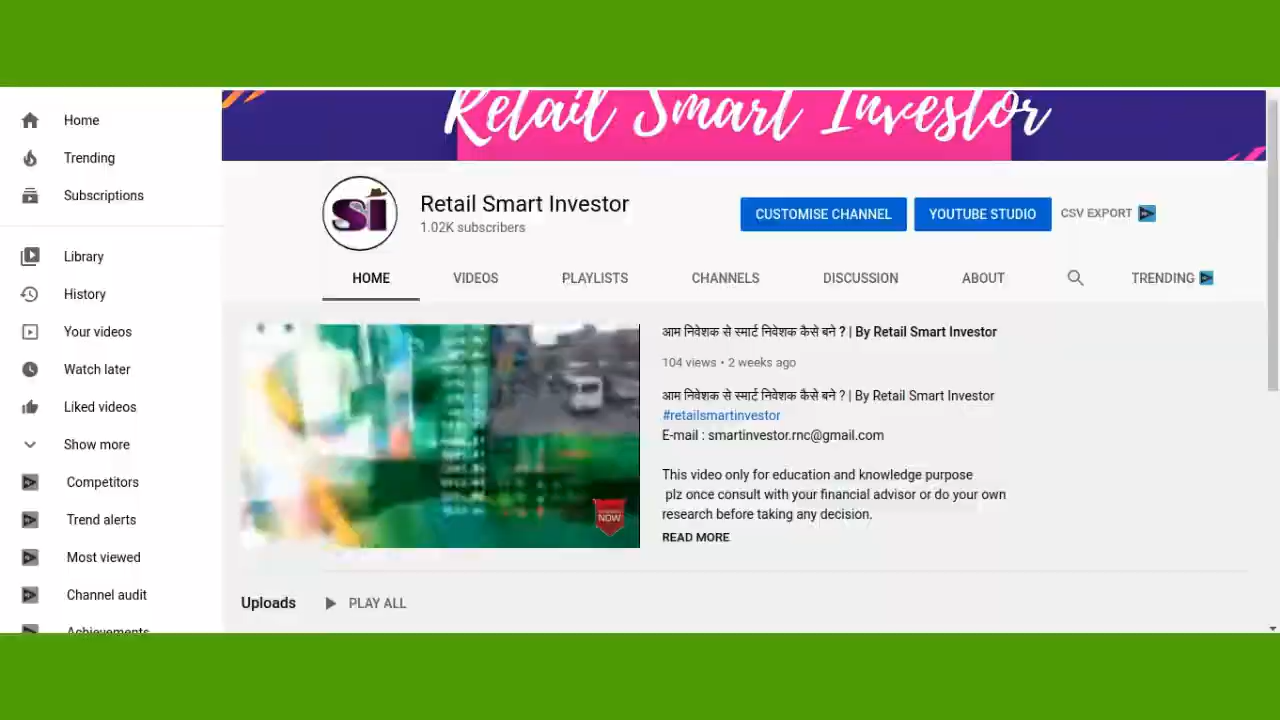 Retail Smart Investor
Home
Trending
Subscriptions
Library
History
Your videos
Watch later
Liked videos
Show more
Competitors
Trend alerts
Most viewed
Channel audit
Achievements
si
Retail Smart Investor
1.02K subscribers
CUSTOMISE CHANNEL
YOUTUBE STUDIO
CSV EXPORT
HOME
VIDEOS
PLAYLISTS
CHANNELS
DISCUSSION
ABOUT
TRENDING
NOW
आम निवेशक से स्मार्ट निवेशक कैसे बने ? | By Retail Smart Investor
104 views • 2 weeks ago
आम निवेशक से स्मार्ट निवेशक कैसे बने ? | By Retail Smart Investor
#retailsmartinvestor
E-mail : smartinvestor.rnc@gmail.com
This video only for education and knowledge purpose
plz once consult with your financial advisor or do your own
research before taking any decision.
READ MORE
Uploads
PLAY ALL